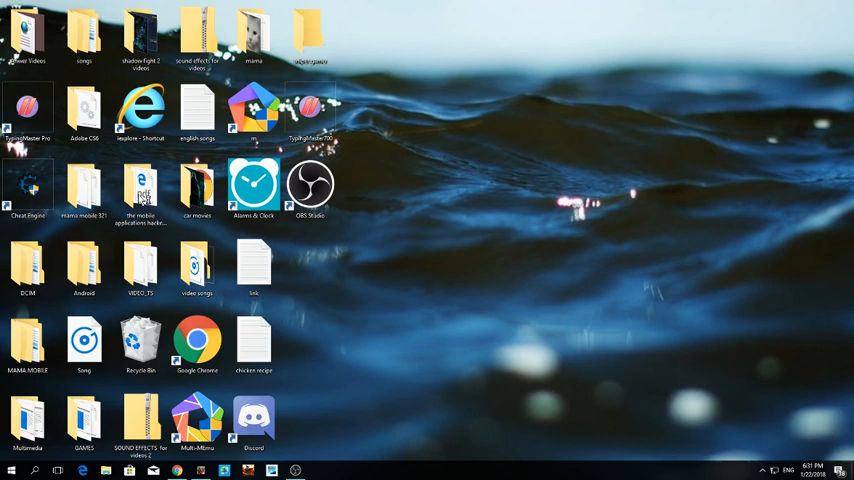 songs
shadow fight 2
videos
sound effects for
videos
mama
TypingMaster Pro
Adobe CS6
iexplore - Shortcut
english songs
m
TypingMaster700
Cheat Engine
mama mobile 321
the mobile
applications hacke...
car movies
Alarms & Clock
OBS Studio
DCIM
Android
VIDEO_TS
video songs
link
MAMA MOBILE
Song
Recycle Bin
Google Chrome
chicken recipe
Multimedia
GAMES
SOUND EFFECTS for
videos 2
Multi-MEmu
Discord
ENG
6:31 PM
1/22/2018